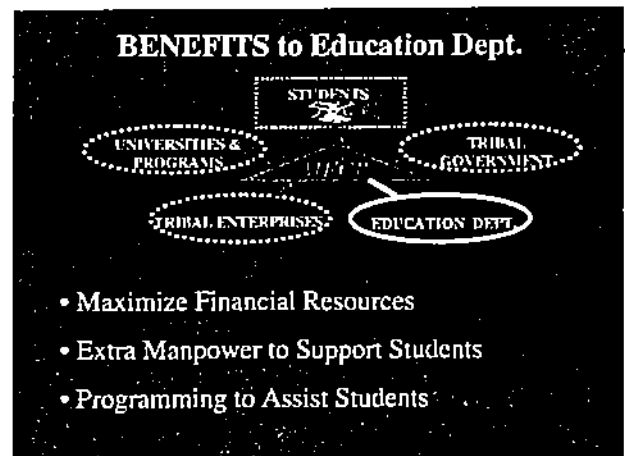 BENEFITS to Education Dept.
STUDENTS
UNIVERSITIES & PROGRAMS
TRIBAL GOVERNMENT
TRIBAL ENTERPRISES
EDUCATION DEPT.
• Maximize Financial Resources
• Extra Manpower to Support Students
• Programming to Assist Students